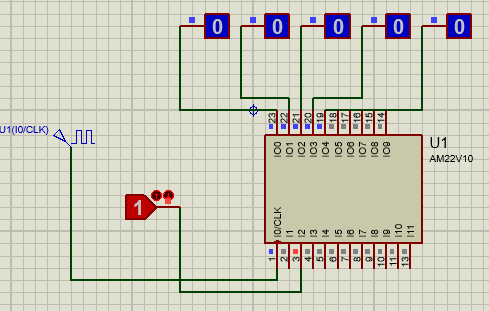 0 0 0 0 0
23 22 21 20 19 18 17 16 15 14
U1(I0/CLK)
U1
IO0 IO1 IO2 IO3 IO4 IO5 IO6 IO7 IO8 IO9
AM22V10
1
I0/CLK I1 I2 I3 I4 I5 I6 I7 I8 I9 I10 I11
1 2 3 4 5 6 7 8 9 10 11 13